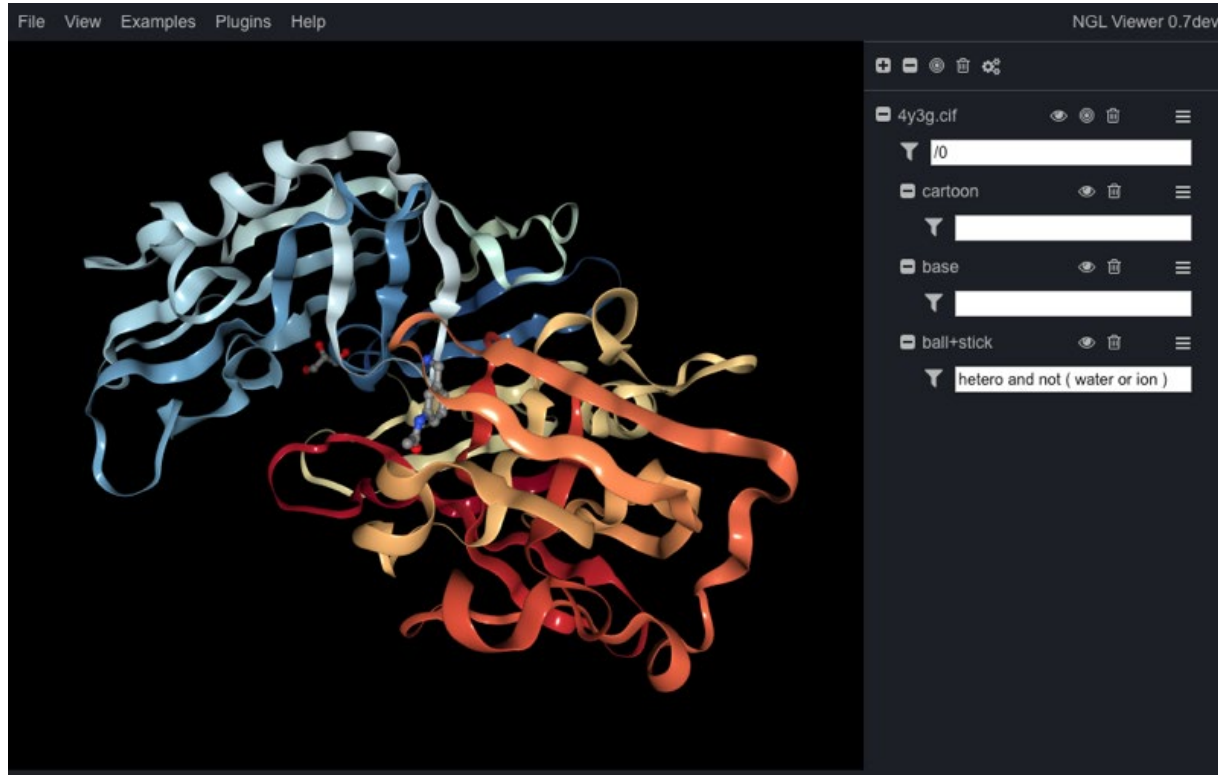 File View Examples Plugins Help NGL Viewer 0.7dev
4y3g.cif
/0
cartoon
base
ball+stick
hetero and not ( water or ion )